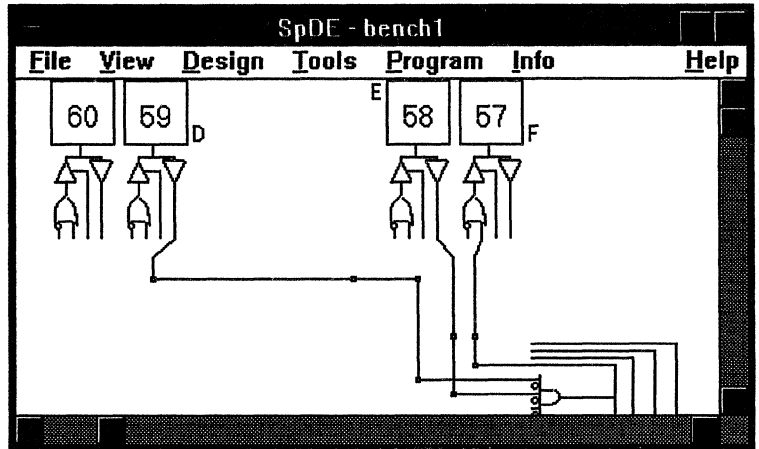 SpDE - bench1
File View Design Tools Program Info Help
60 59 D E 58 57 F